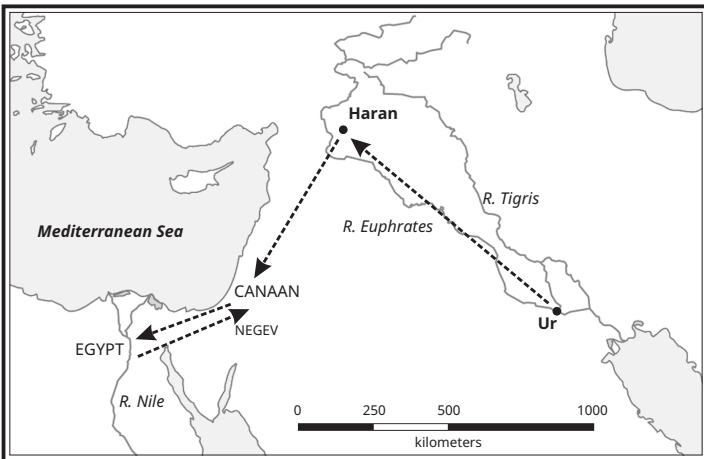 Haran
R. Tigris
R. Euphrates
Mediterranean Sea
CANAAN
NEGEV
Ur
EGYPT
R. Nile
0 250 500 1000
kilometers